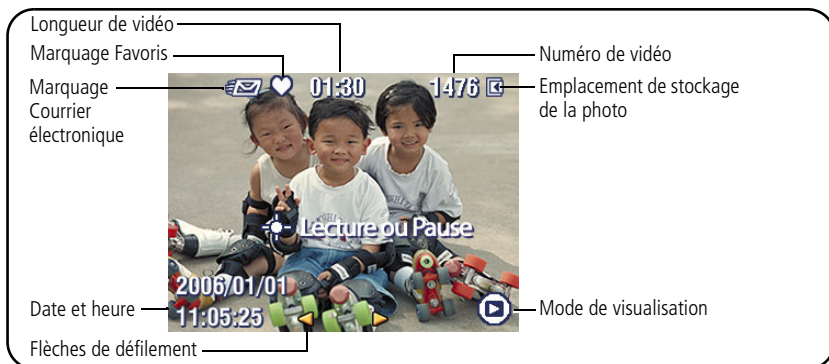 Longueur de vidéo
Marquage Favoris
Marquage
Courrier
électronique
Numéro de vidéo
Emplacement de stockage
de la photo
01:30
1476
Lecture ou Pause
2006/01/01
11:05:25
Date et heure
Flèches de défilement
Mode de visualisation